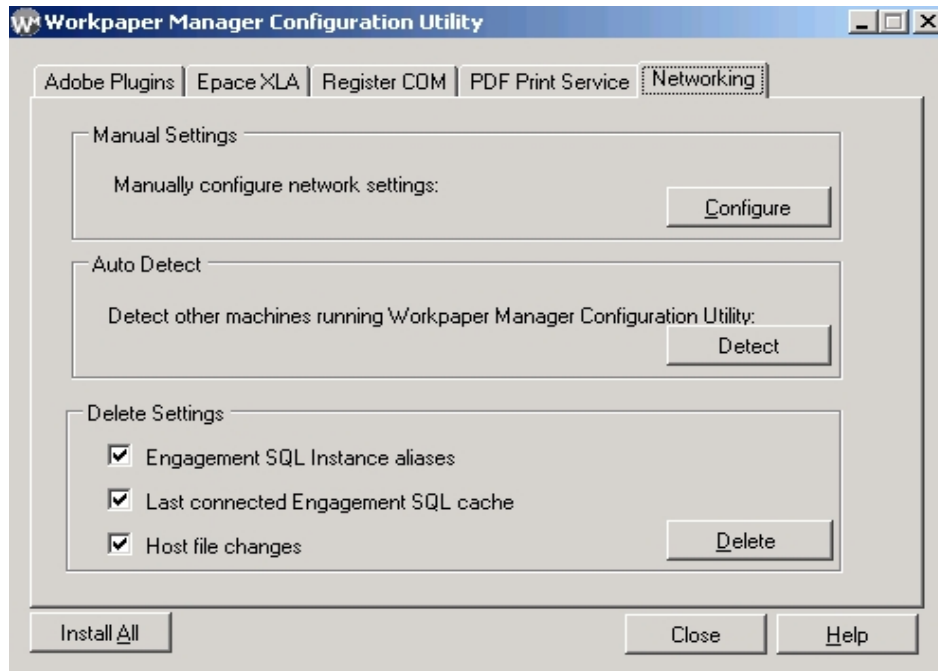 Workpaper Manager Configuration Utility
Adobe Plugins Epace XLA Register COM PDF Print Service Networking
Manual Settings
Manually configure network settings:
Configure
Auto Detect
Detect other machines running Workpaper Manager Configuration Utility:
Detect
Delete Settings
Engagement SQL Instance aliases
Last connected Engagement SQL cache
Host file changes
Delete
Install All Close Help